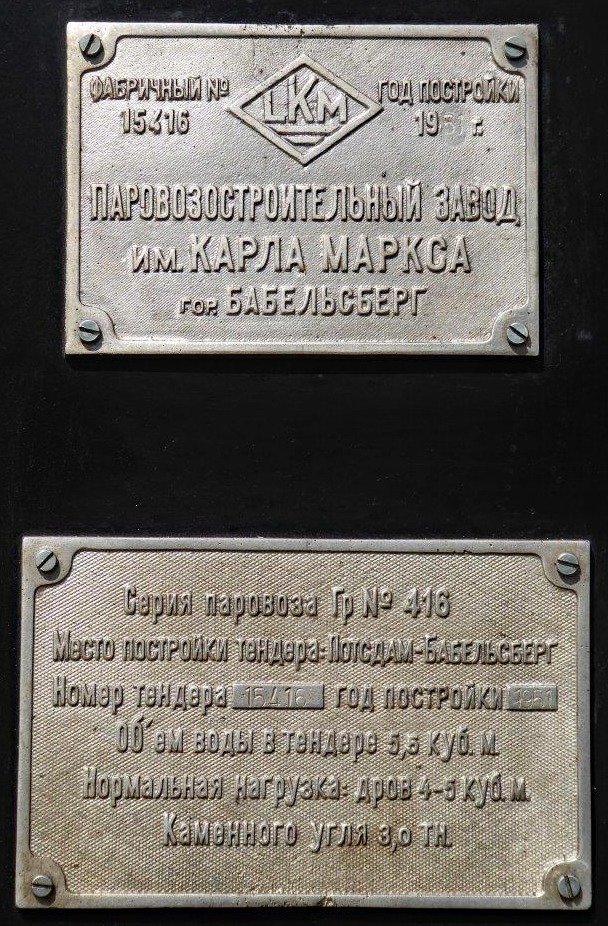 ФАБРИЧНЫЙ № LKM ГОД ПОСТРОЙКИ
15416 1951 г.
ПАРОВОЗОСТРОИТЕЛЬНЫЙ ЗАВОД
ИМ. КАРЛА МАРКСА
ГОР. БАБЕЛЬСБЕРГ
Серия паровоза Гр № 416
Место постройки тендера-Потсдам-Бабельсберг
Номер тендера 15416 год постройки 1951
Об'ем воды в тендере 5,5 куб. м.
Нормальная нагрузка: дров 4-5 куб. м.
Каменного угля 3,0 тн.